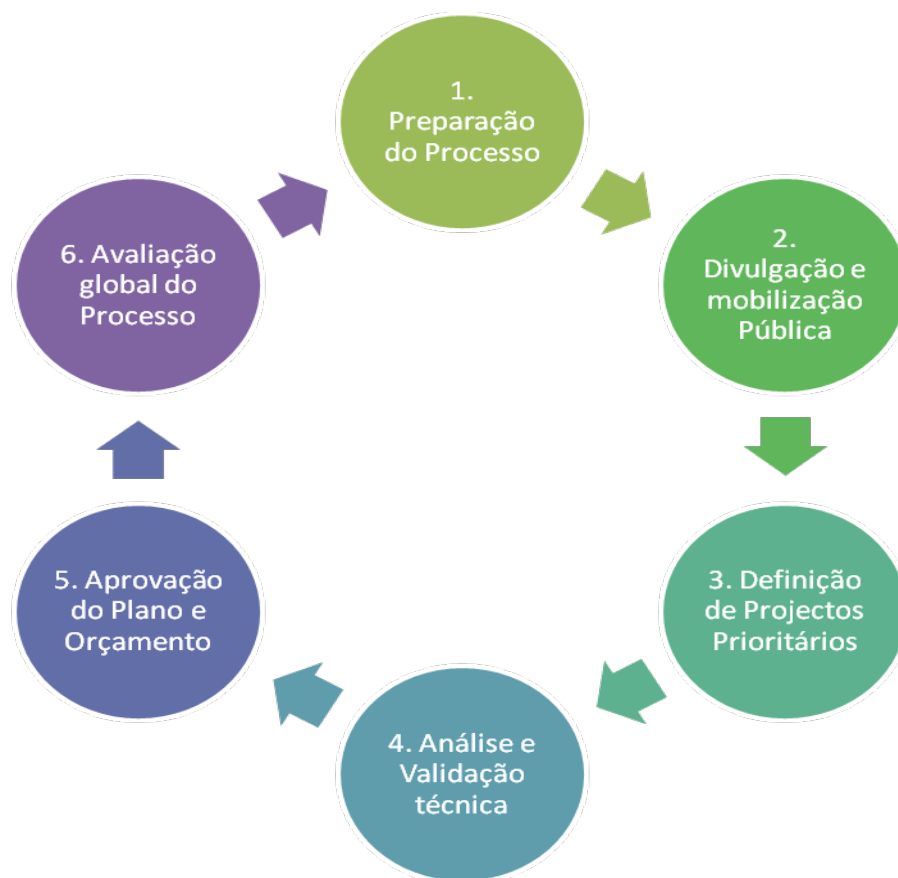 1.
Preparação
do Processo
2.
Divulgação e
mobilização
Pública
3. Definição
de Projectos
Prioritários
4. Análise e
Validação
técnica
5. Aprovação
do Plano e
Orçamento
6. Avaliação
global do
Processo